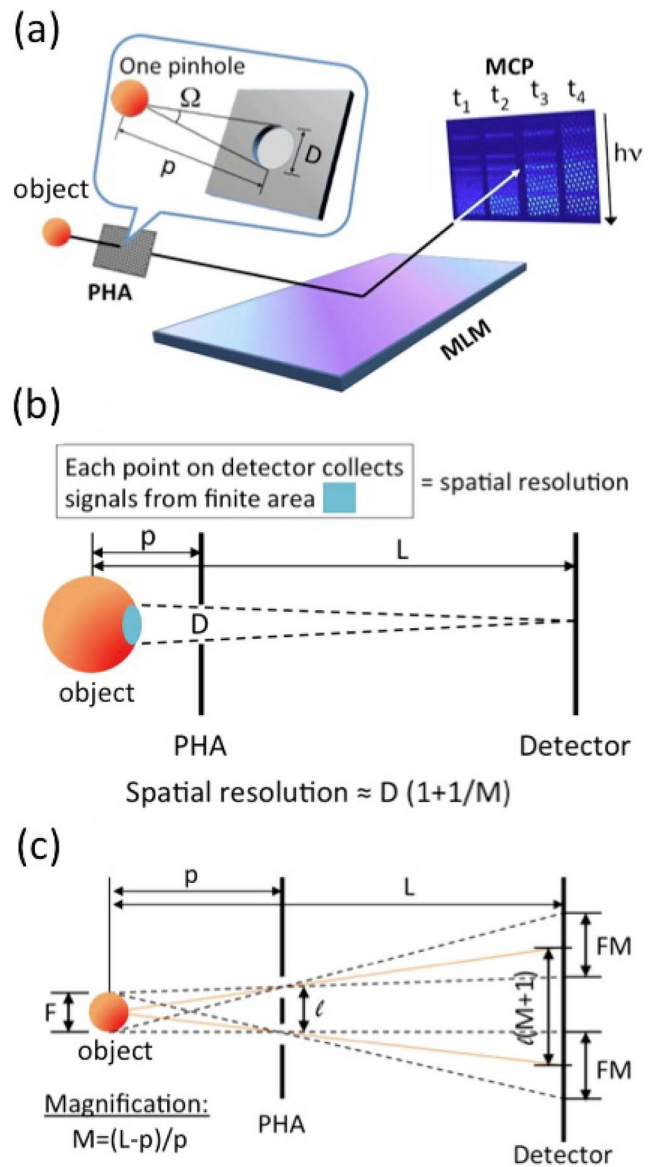 (a)
One pinhole
Ω
p
D
object
PHA
MCP
t1 t2 t3 t4
hν
MLM
(b)
Each point on detector collects
signals from finite area
= spatial resolution
p
L
D
object
PHA
Detector
Spatial resolution ≈ D (1+1/M)
(c)
p
L
F
ℓ
ℓ(M+1)
FM
FM
object
Magnification:
M=(L-p)/p
PHA
Detector